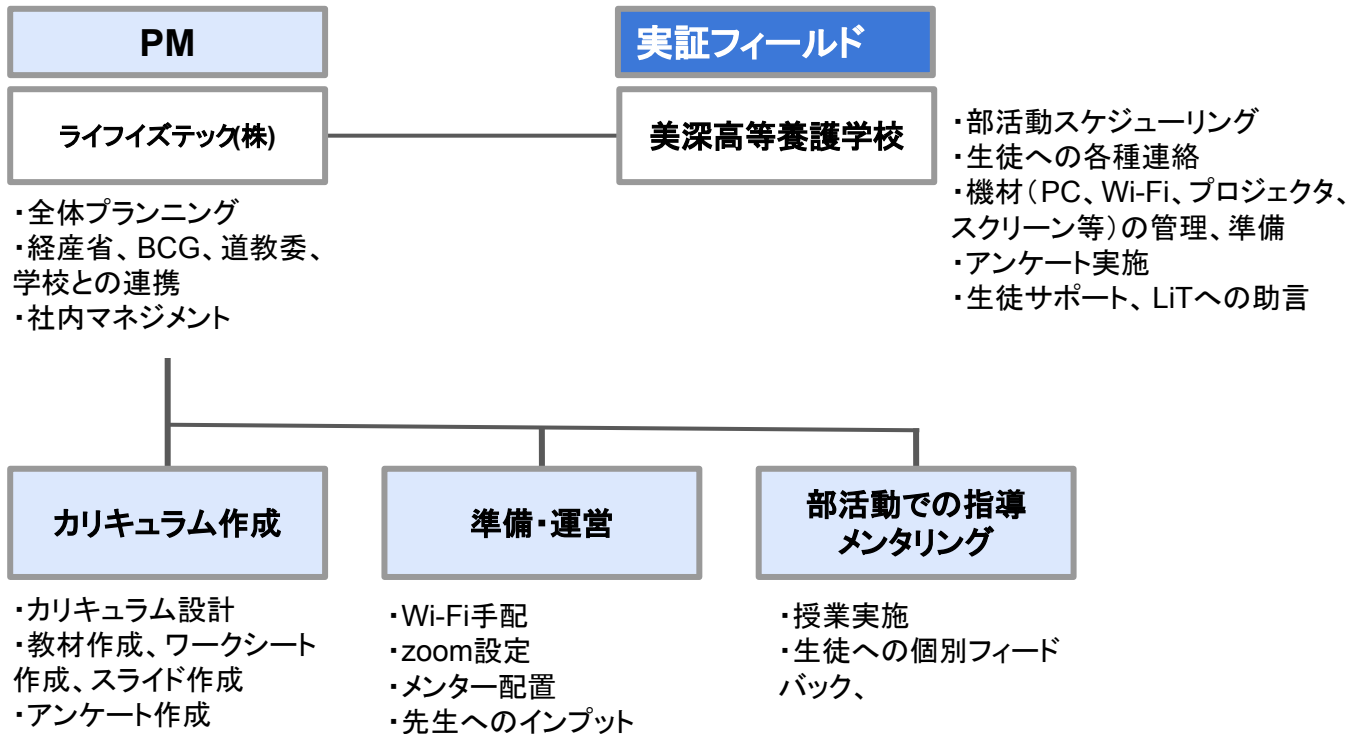 PM
ライフイズテック(株)
・全体プランニング
・経産省、BCG、道教委、
学校との連携
・社内マネジメント
実証フィールド
美深高等養護学校
・部活動スケジューリング
・生徒への各種連絡
・機材（PC、Wi-Fi、プロジェクタ、
スクリーン等）の管理、準備
・アンケート実施
・生徒サポート、LiTへの助言
カリキュラム作成
・カリキュラム設計
・教材作成、ワークシート
作成、スライド作成
・アンケート作成
準備・運営
・Wi-Fi手配
・zoom設定
・メンター配置
・先生へのインプット
部活動での指導
メンタリング
・授業実施
・生徒への個別フィード
バック、